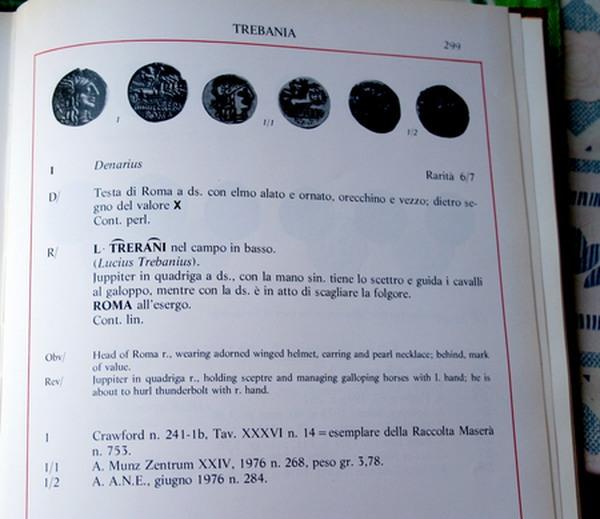 TREBANIA
299
1
1/1
1/2
1 Denarius
Rarità 6/7
D/ Testa di Roma a ds. con elmo alato e ornato, orecchino e vezzo; dietro se-
gno del valore X
Cont. perl.
R/ L· TRERANI nel campo in basso.
(Lucius Trebanius).
Juppiter in quadriga a ds., con la mano sin. tiene lo scettro e guida i cavalli
al galoppo, mentre con la ds. è in atto di scagliare la folgore.
ROMA all'esergo.
Cont. lin.
Obv/ Head of Roma r., wearing adorned winged helmet, earring and pearl necklace; behind, mark
of value.
Rev/ Juppiter in quadriga r., holding sceptre and managing galloping horses with l. hand; he is
about to hurl thunderbolt with r. hand.
1 Crawford n. 241-1b, Tav. XXXVI n. 14 = esemplare della Raccolta Maserà
n. 753.
1/1 A. Munz Zentrum XXIV, 1976 n. 268, peso gr. 3,78.
1/2 A. A.N.E., giugno 1976 n. 284.